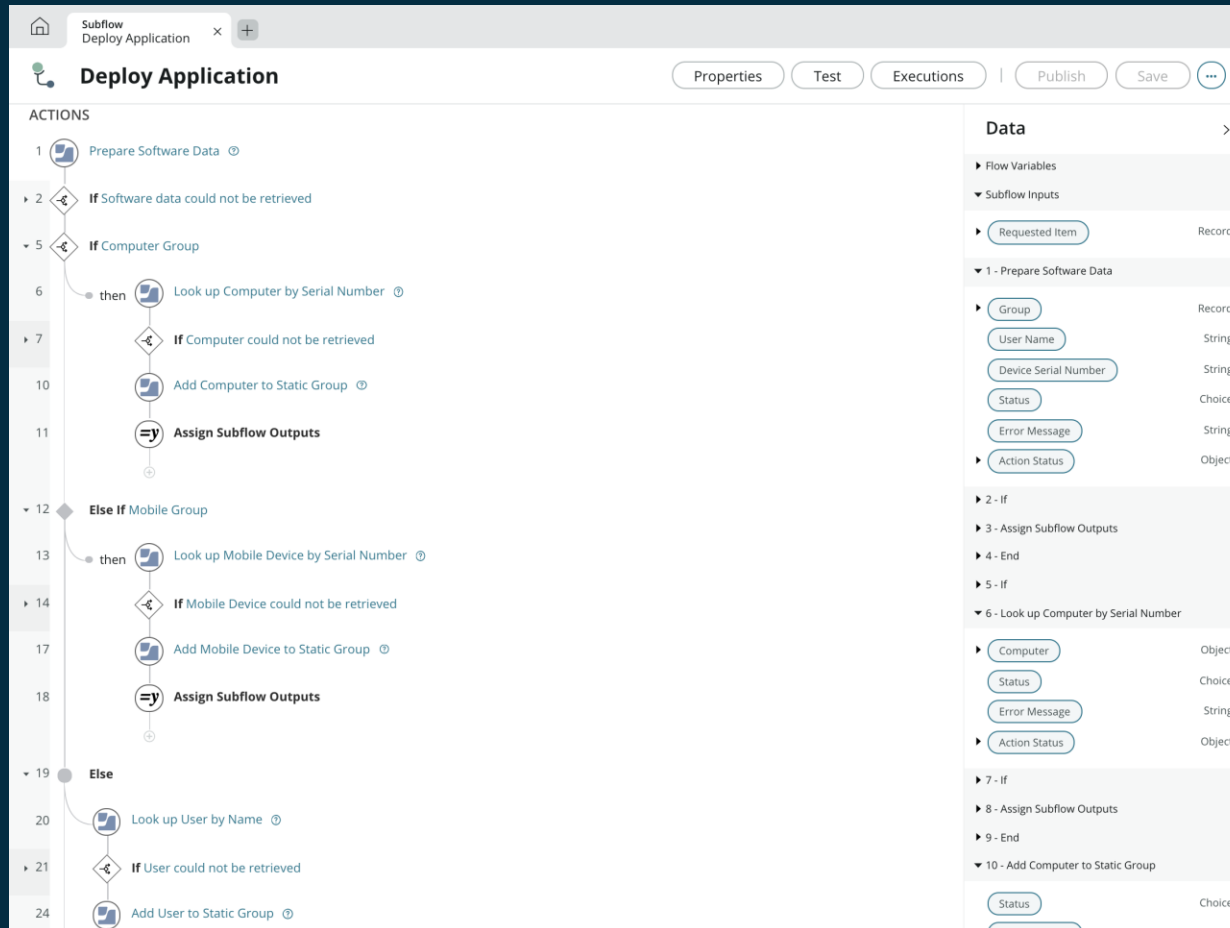 Subflow
Deploy Application
Deploy Application
Properties
Test
Executions
Publish
Save
ACTIONS
1 Prepare Software Data
2 If Software data could not be retrieved
5 If Computer Group
6 then Look up Computer by Serial Number
7 If Computer could not be retrieved
10 Add Computer to Static Group
11 =y Assign Subflow Outputs
12 Else If Mobile Group
13 then Look up Mobile Device by Serial Number
14 If Mobile Device could not be retrieved
17 Add Mobile Device to Static Group
18 =y Assign Subflow Outputs
19 Else
20 Look up User by Name
21 If User could not be retrieved
24 Add User to Static Group
Data
Flow Variables
Subflow Inputs
Requested Item Record
1 - Prepare Software Data
Group Record
User Name String
Device Serial Number String
Status Choice
Error Message String
Action Status Object
2 - If
3 - Assign Subflow Outputs
4 - End
5 - If
6 - Look up Computer by Serial Number
Computer Object
Status Choice
Error Message String
Action Status Object
7 - If
8 - Assign Subflow Outputs
9 - End
10 - Add Computer to Static Group
Status Choice